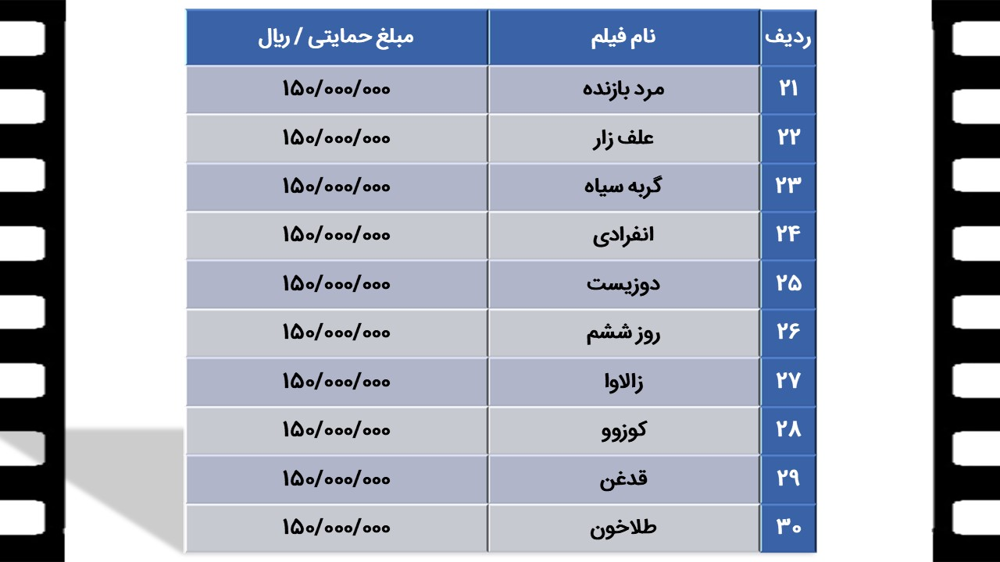 ردیف نام فیلم مبلغ حمایتی / ریال
۲۱ مرد بازنده ۱۵۰/۰۰۰/۰۰۰
۲۲ علف زار ۱۵۰/۰۰۰/۰۰۰
۲۳ گربه سیاه ۱۵۰/۰۰۰/۰۰۰
۲۴ انفرادی ۱۵۰/۰۰۰/۰۰۰
۲۵ دوزیست ۱۵۰/۰۰۰/۰۰۰
۲۶ روز ششم ۱۵۰/۰۰۰/۰۰۰
۲۷ زالاوا ۱۵۰/۰۰۰/۰۰۰
۲۸ کوزوو ۱۵۰/۰۰۰/۰۰۰
۲۹ قدغن ۱۵۰/۰۰۰/۰۰۰
۳۰ طلاخون ۱۵۰/۰۰۰/۰۰۰